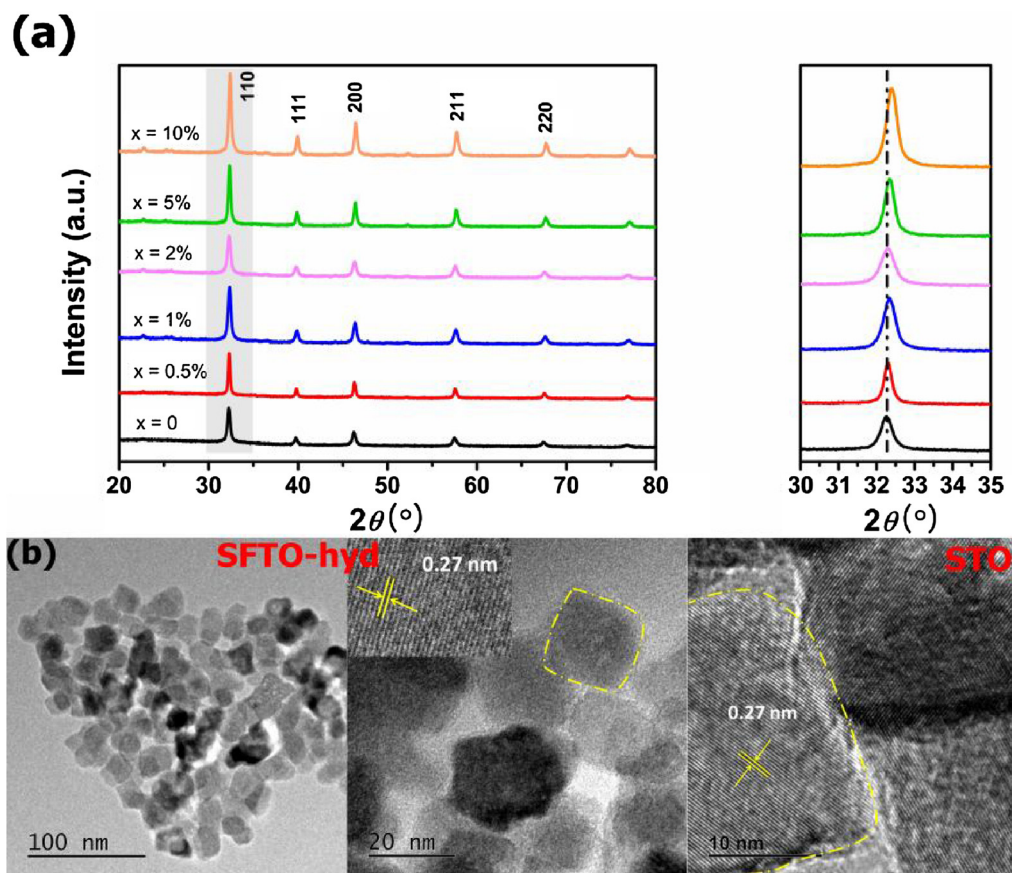 (a)
Intensity (a.u.)
110
111
200
211
220
x = 10%
x = 5%
x = 2%
x = 1%
x = 0.5%
x = 0
20 30 40 50 60 70 80
2θ(°)
30 31 32 33 34 35
2θ(°)
(b)
SFTO-hyd
STO
0.27 nm
0.27 nm
100 nm
20 nm
10 nm